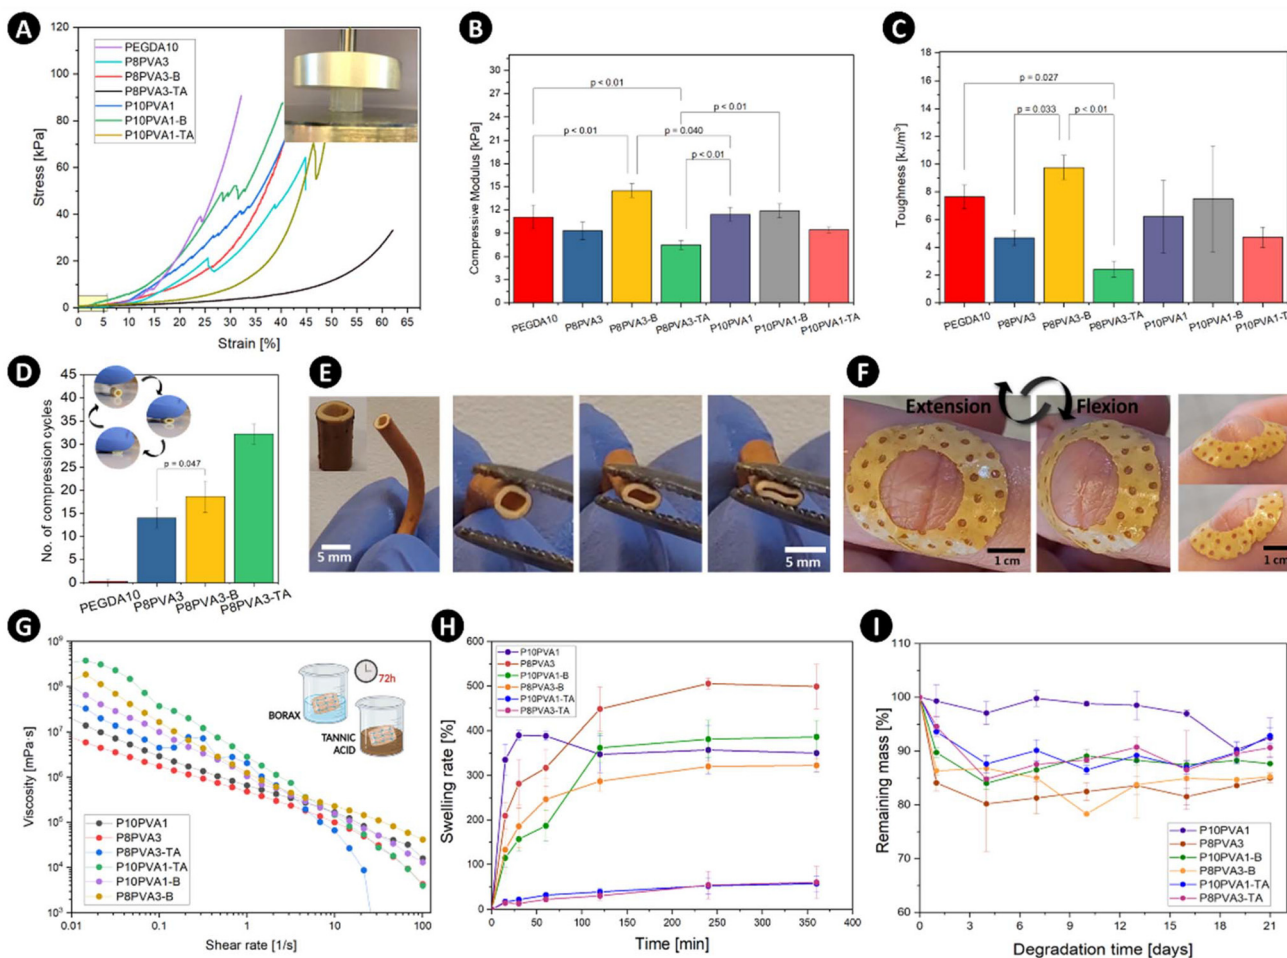 A
Stress [kPa]
120
100
80
60
40
20
0
PEGDA10
P8PVA3
P8PVA3-B
P8PVA3-TA
P10PVA1
P10PVA1-B
P10PVA1-TA
0 5 10 15 20 25 30 35 40 45 50 55 60 65
Strain [%]
B
Compressive Modulus [kPa]
30
27
24
21
18
15
12
9
6
3
0
p < 0.01
p < 0.01
p < 0.01
p = 0.040
p < 0.01
PEGDA10 P8PVA3 P8PVA3-B P8PVA3-TA P10PVA1 P10PVA1-B P10PVA1-TA
C
Toughness [kJ/m³]
18
16
14
12
10
8
6
4
2
0
p = 0.027
p = 0.033
p < 0.01
PEGDA10 P8PVA3 P8PVA3-B P8PVA3-TA P10PVA1 P10PVA1-B P10PVA1-T
D
No. of compression cycles
45
40
35
30
25
20
15
10
5
0
p = 0.047
PEGDA10 P8PVA3 P8PVA3-B P8PVA3-TA
E
5 mm
5 mm
F
Extension
Flexion
1 cm
1 cm
1 cm
G
Viscosity [mPa·s]
10⁹
10⁸
10⁷
10⁶
10⁵
10⁴
10³
72h
BORAX
TANNIC
ACID
P10PVA1
P8PVA3
P8PVA3-TA
P10PVA1-TA
P10PVA1-B
P8PVA3-B
0.01 0.1 1 10 100
Shear rate [1/s]
H
Swelling rate [%]
600
500
400
300
200
100
0
P10PVA1
P8PVA3
P10PVA1-B
P8PVA3-B
P10PVA1-TA
P8PVA3-TA
0 50 100 150 200 250 300 350 400
Time [min]
I
Remaining mass [%]
110
100
90
80
70
60
P10PVA1
P8PVA3
P10PVA1-B
P8PVA3-B
P10PVA1-TA
P8PVA3-TA
0 3 6 9 12 15 18 21
Degradation time [days]